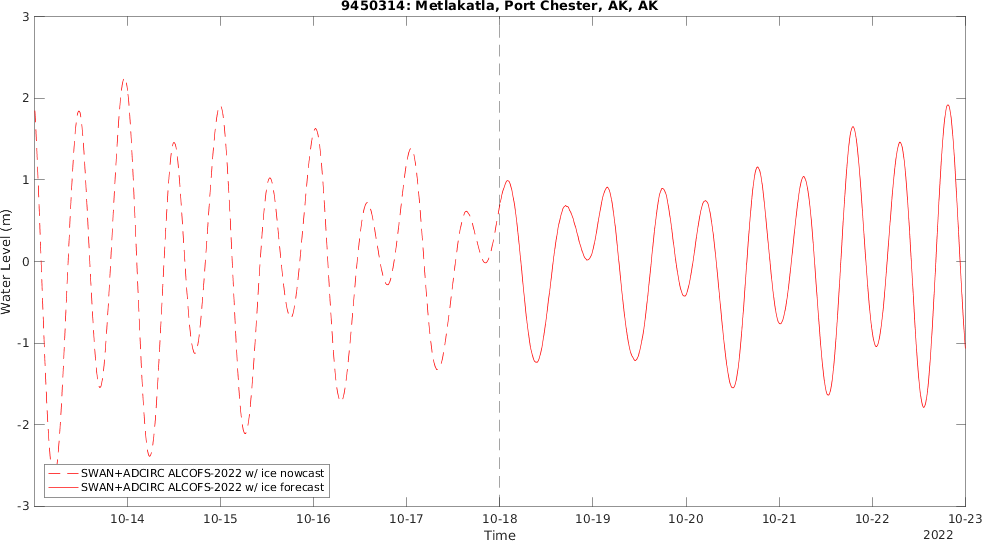 9450314: Metlakatla, Port Chester, AK, AK
3
2
1
0
-1
-2
-3
Water Level (m)
SWAN+ADCIRC ALCOFS-2022 w/ ice nowcast
SWAN+ADCIRC ALCOFS-2022 w/ ice forecast
10-14 10-15 10-16 10-17 10-18 10-19 10-20 10-21 10-22 10-23
Time
2022